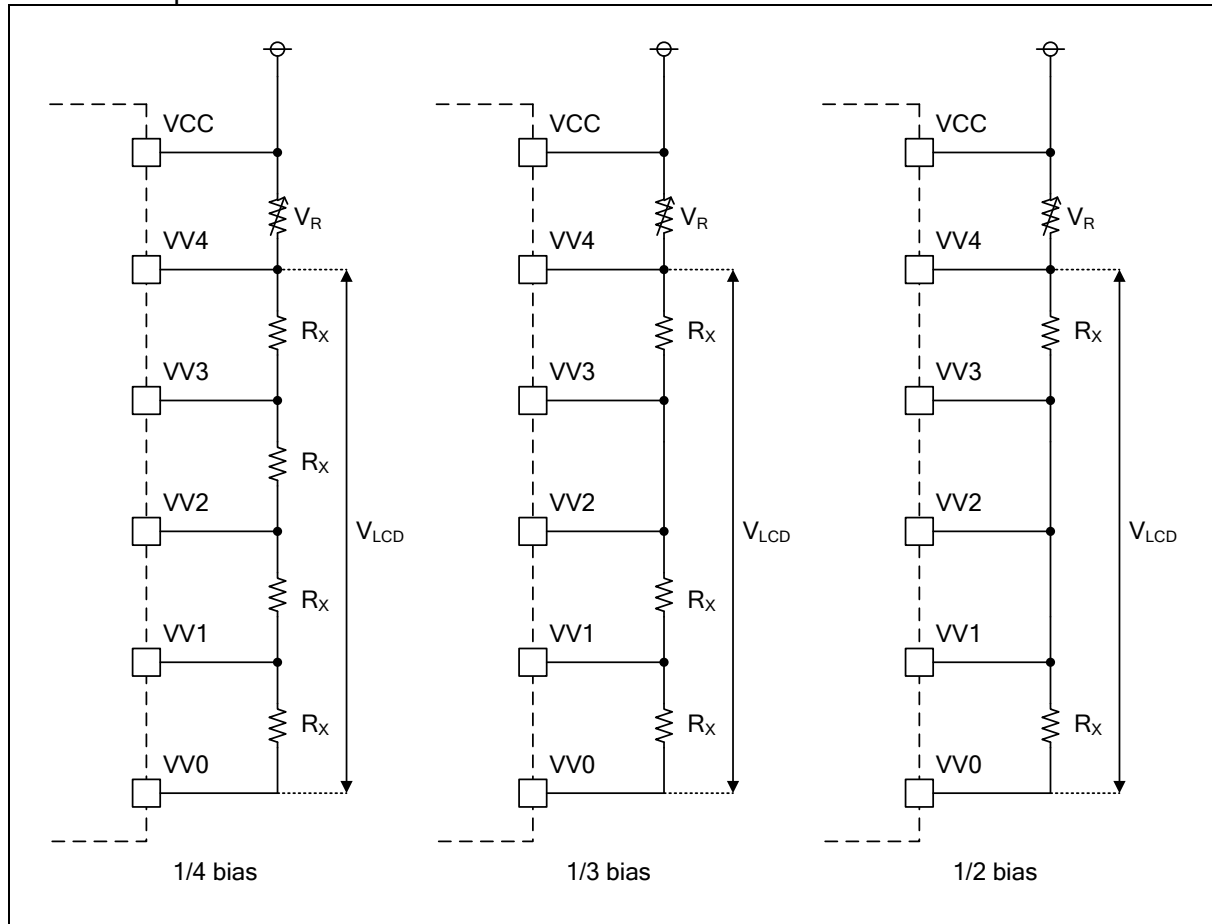 VCC
VR
VV4
RX
VV3
RX
VV2
VLCD
RX
VV1
RX
VV0
1/4 bias
VCC
VR
VV4
RX
VV3
VV2
VLCD
RX
VV1
RX
VV0
1/3 bias
VCC
VR
VV4
RX
VV3
VV2
VLCD
VV1
RX
VV0
1/2 bias